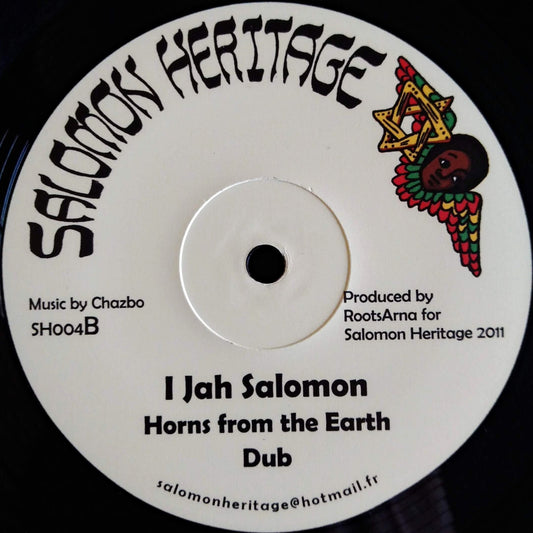 SALOMON HERITAGE
Music by Chazbo
SH004B
Produced by
RootsArna for
Salomon Heritage 2011
I Jah Salomon
Horns from the Earth
Dub
salomonheritage@hotmail.fr